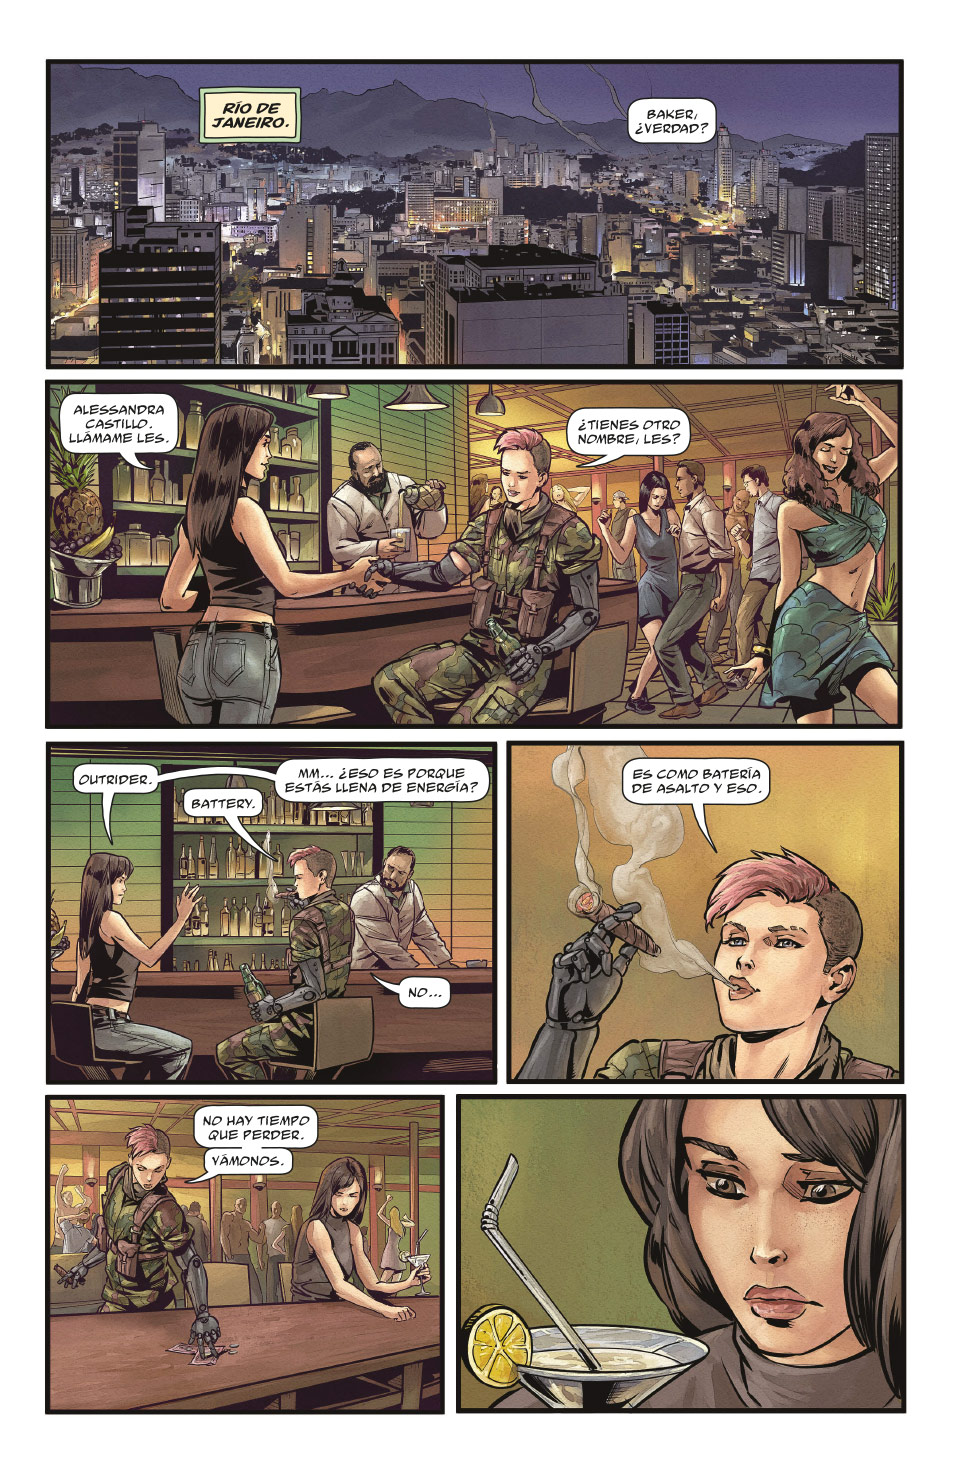 RÍO DE
JANEIRO.
BAKER,
¿VERDAD?
ALESSANDRA
CASTILLO.
LLÁMAME LES.
¿TIENES OTRO
NOMBRE, LES?
OUTRIDER.
MM... ¿ESO ES PORQUE
ESTÁS LLENA DE ENERGÍA?
BATTERY.
NO...
ES COMO BATERÍA
DE ASALTO Y ESO.
NO HAY TIEMPO
QUE PERDER.
VÁMONOS.